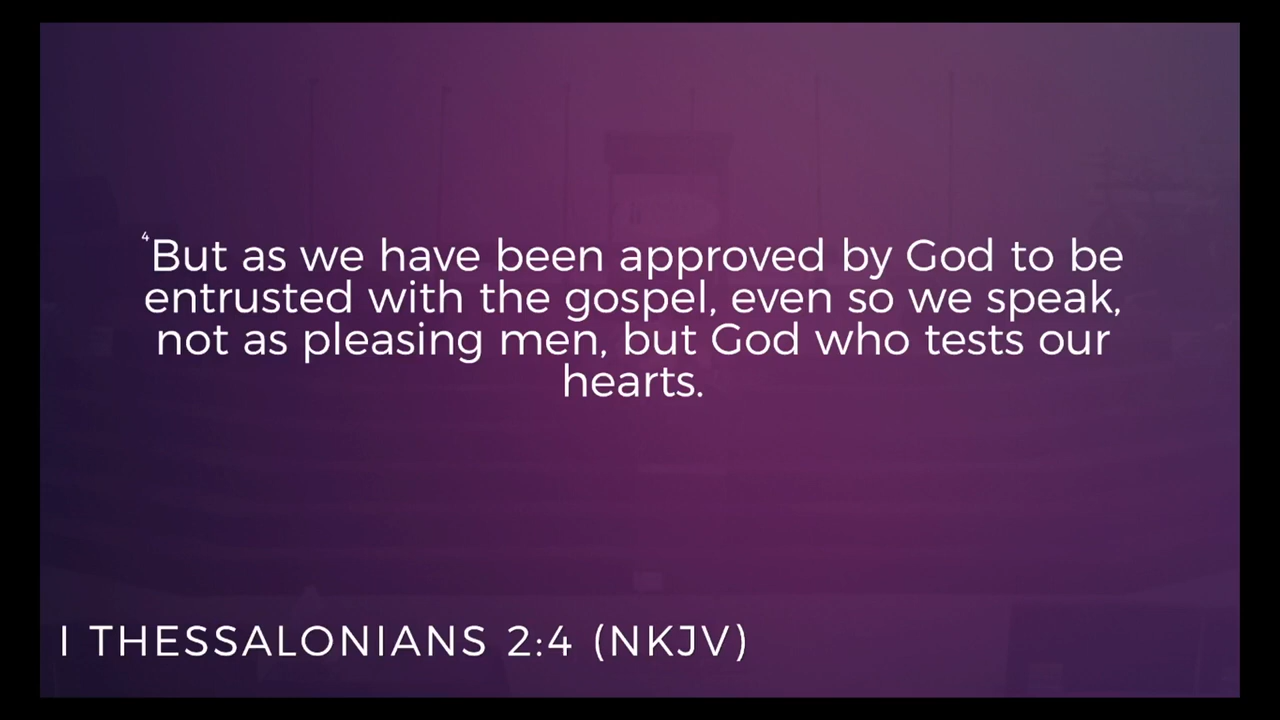 4But as we have been approved by God to be
entrusted with the gospel, even so we speak,
not as pleasing men, but God who tests our
hearts.
I THESSALONIANS 2:4 (NKJV)